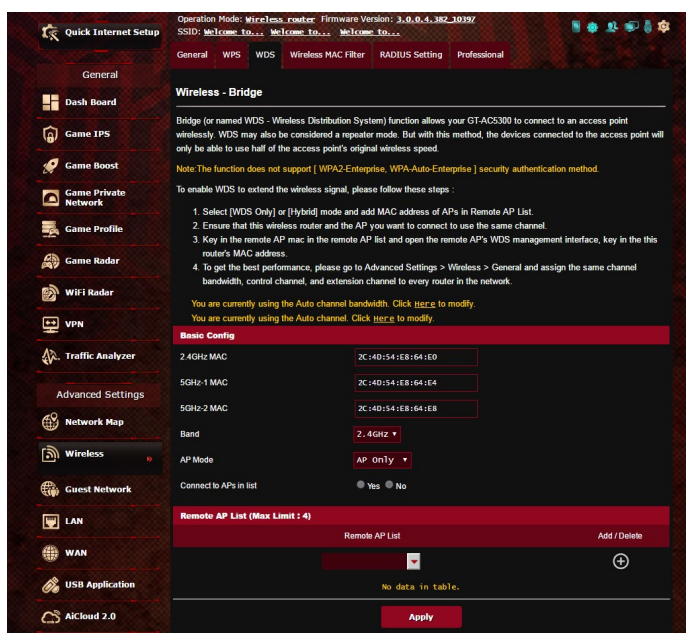 Operation Mode: Wireless router Firmware Version: 3.0.0.4.382_10397
SSID: Welcome to... Welcome to... Welcome to...
Quick Internet Setup
General
Dash Board
Game IPS
Game Boost
Game Private
Network
Game Profile
Game Radar
WiFi Radar
VPN
Traffic Analyzer
Advanced Settings
Network Map
Wireless
Guest Network
LAN
WAN
USB Application
AiCloud 2.0
General WPS WDS Wireless MAC Filter RADIUS Setting Professional
Wireless - Bridge
Bridge (or named WDS - Wireless Distribution System) function allows your GT-AC5300 to connect to an access point
wirelessly. WDS may also be considered a repeater mode. But with this method, the devices connected to the access point will
only be able to use half of the access point's original wireless speed.
Note:The function does not support [ WPA2-Enterprise, WPA-Auto-Enterprise ] security authentication method.
To enable WDS to extend the wireless signal, please follow these steps :
1. Select [WDS Only] or [Hybrid] mode and add MAC address of APs in Remote AP List.
2. Ensure that this wireless router and the AP you want to connect to use the same channel.
3. Key in the remote AP mac in the remote AP list and open the remote AP's WDS management interface, key in the this
router's MAC address.
4. To get the best performance, please go to Advanced Settings > Wireless > General and assign the same channel
bandwidth, control channel, and extension channel to every router in the network.
You are currently using the Auto channel bandwidth. Click Here to modify.
You are currently using the Auto channel. Click Here to modify.
Basic Config
2.4GHz MAC 2C:4D:54:E8:64:E0
5GHz-1 MAC 2C:4D:54:E8:64:E4
5GHz-2 MAC 2C:4D:54:E8:64:E8
Band 2.4GHz
AP Mode AP Only
Connect to APs in list Yes No
Remote AP List (Max Limit : 4)
Remote AP List Add / Delete
No data in table.
Apply